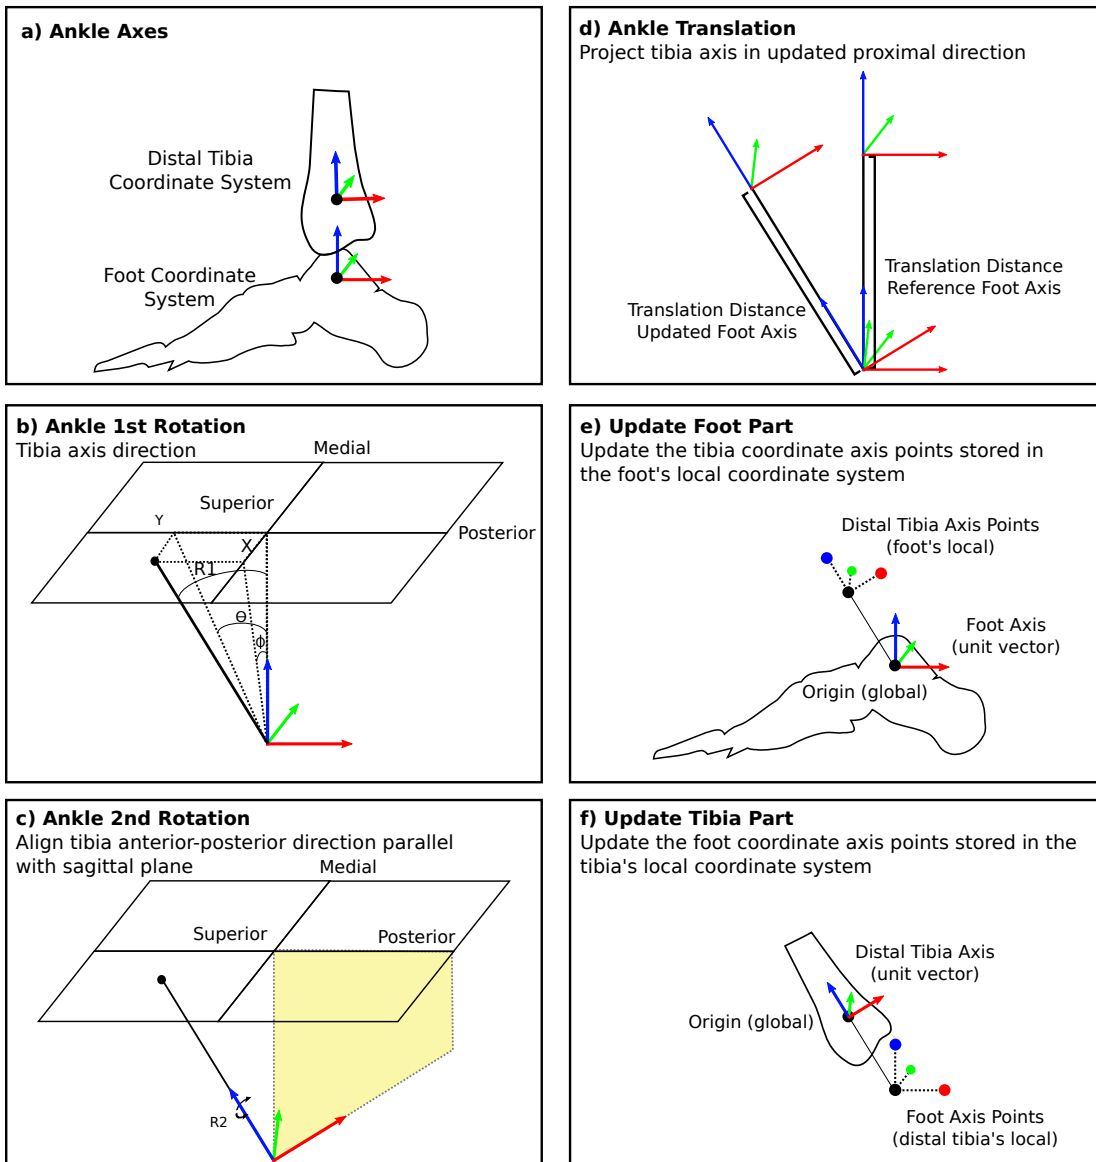 a) Ankle Axes
Distal Tibia
Coordinate System
Foot Coordinate
System
b) Ankle 1st Rotation
Tibia axis direction
Medial
Superior
Posterior
Y
X
R1
Θ
ϕ
c) Ankle 2nd Rotation
Align tibia anterior-posterior direction parallel
with sagittal plane
Medial
Superior
Posterior
R2
d) Ankle Translation
Project tibia axis in updated proximal direction
Translation Distance
Reference Foot Axis
Translation Distance
Updated Foot Axis
e) Update Foot Part
Update the tibia coordinate axis points stored in
the foot's local coordinate system
Distal Tibia Axis Points
(foot's local)
Foot Axis
(unit vector)
Origin (global)
f) Update Tibia Part
Update the foot coordinate axis points stored in the
tibia's local coordinate system
Distal Tibia Axis
(unit vector)
Origin (global)
Foot Axis Points
(distal tibia's local)